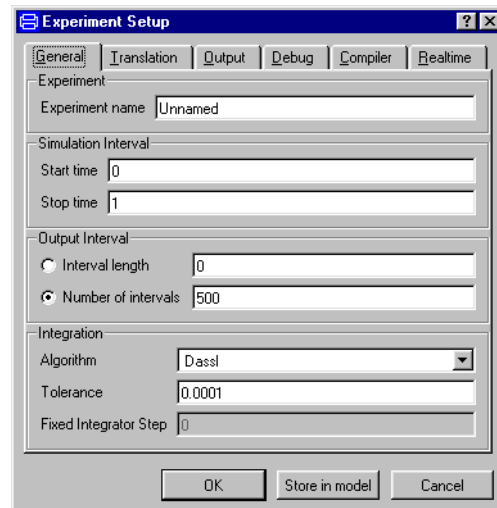 Experiment Setup
General Translation Output Debug Compiler Realtime
Experiment
Experiment name Unnamed
Simulation Interval
Start time 0
Stop time 1
Output Interval
Interval length 0
Number of intervals 500
Integration
Algorithm Dassl
Tolerance 0.0001
Fixed Integrator Step 0
OK Store in model Cancel